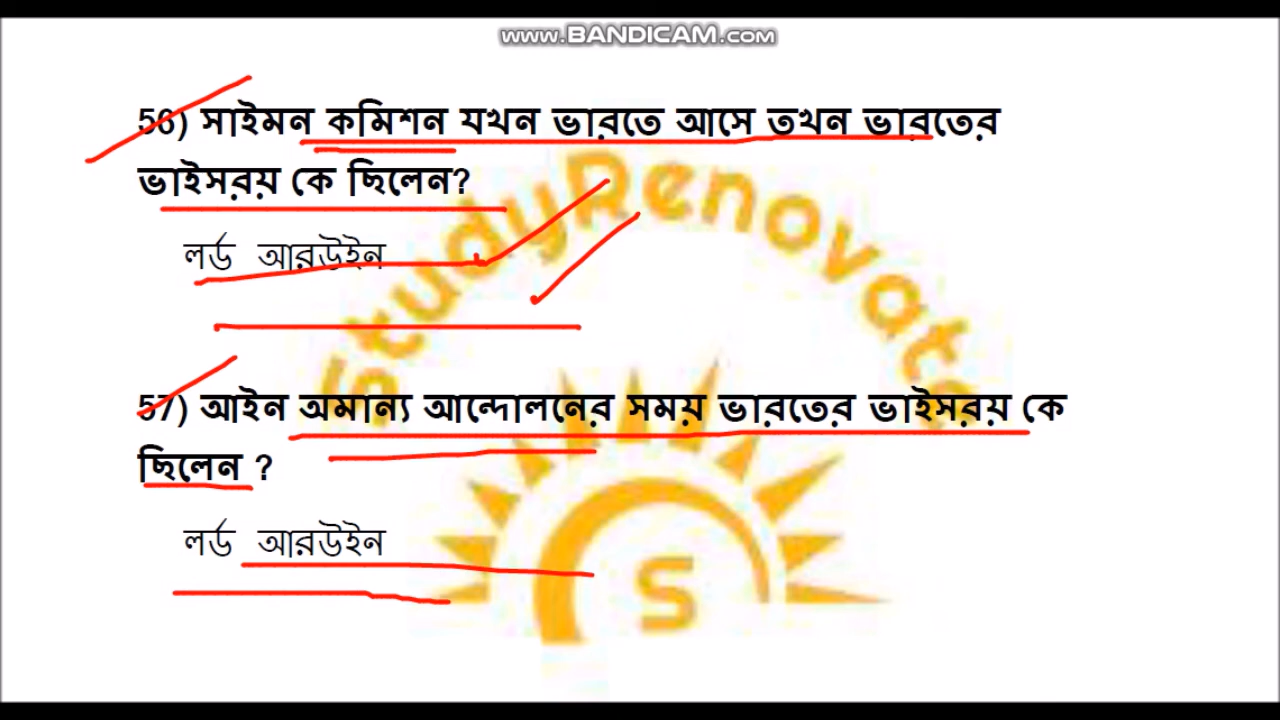 www.BANDICAM.com
56) সাইমন কমিশন যখন ভারতে আসে তখন ভারতের
ভাইসরয় কে ছিলেন?
লর্ড আরউইন
StudyRenovate
57) আইন অমান্য আন্দোলনের সময় ভারতের ভাইসরয় কে
ছিলেন ?
লর্ড আরউইন
S